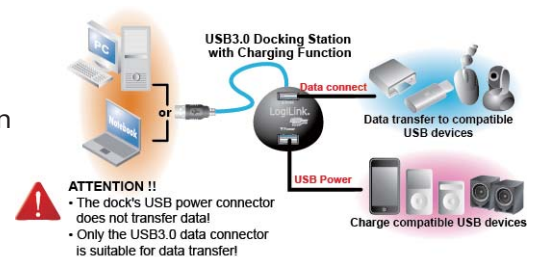 USB3.0 Docking Station
with Charging Function
PC
Data connect
or
LogiLink
Notebook
Data transfer to compatible
USB devices
n
USB Power
ATTENTION !!
• The dock's USB power connector
does not transfer data!
• Only the USB3.0 data connector
is suitable for data transfer!
Charge compatible USB devices